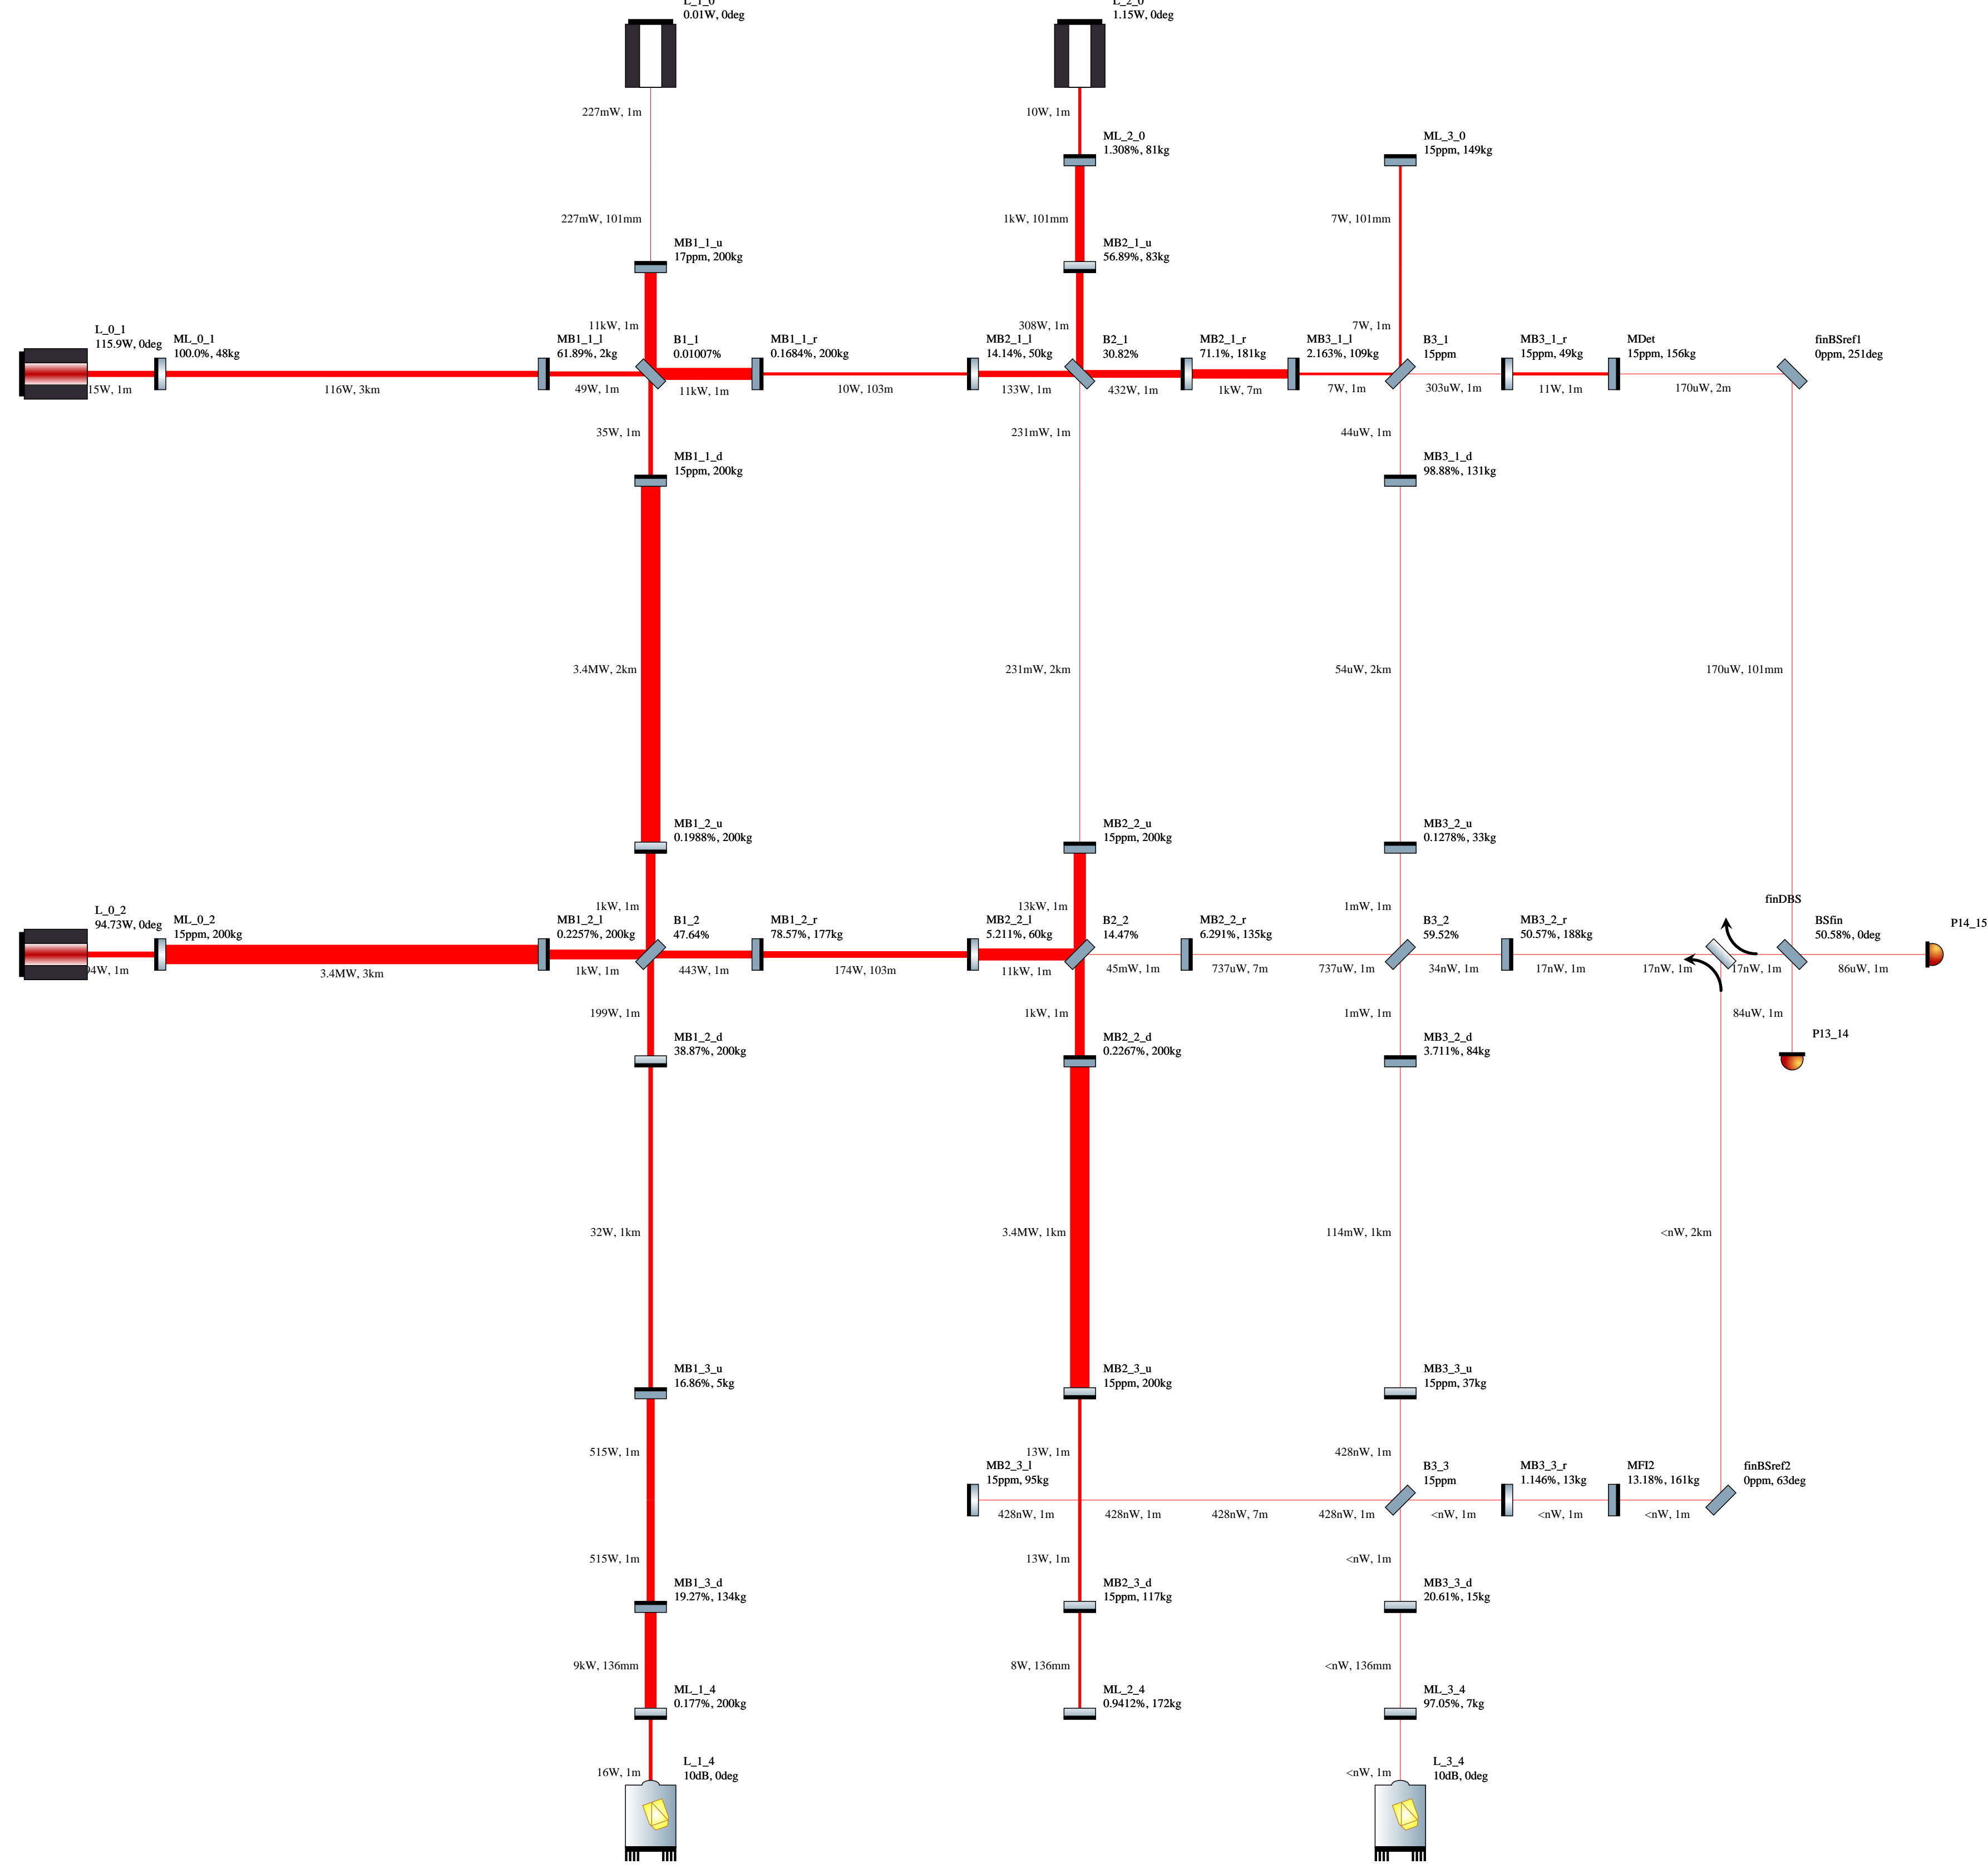 L_1_0
0.01W, 0deg
L_2_0
1.15W, 0deg
227mW, 1m
10W, 1m
ML_2_0
1.308%, 81kg
ML_3_0
15ppm, 149kg
227mW, 101mm
1kW, 101mm
7W, 101mm
MB1_1_u
17ppm, 200kg
MB2_1_u
56.89%, 83kg
11kW, 1m
308W, 1m
7W, 1m
L_0_1
115.9W, 0deg
ML_0_1
100.0%, 48kg
MB1_1_l
61.89%, 2kg
B1_1
0.01007%
MB1_1_r
0.1684%, 200kg
MB2_1_l
14.14%, 50kg
B2_1
30.82%
MB2_1_r
71.1%, 181kg
MB3_1_l
2.163%, 109kg
B3_1
15ppm
MB3_1_r
15ppm, 49kg
MDet
15ppm, 156kg
finBSref1
0ppm, 251deg
15W, 1m
116W, 3km
49W, 1m
11kW, 1m
10W, 103m
133W, 1m
432W, 1m
1kW, 7m
7W, 1m
303uW, 1m
11W, 1m
170uW, 2m
35W, 1m
231mW, 1m
44uW, 1m
MB1_1_d
15ppm, 200kg
MB3_1_d
98.88%, 131kg
3.4MW, 2km
231mW, 2km
54uW, 2km
170uW, 101mm
MB1_2_u
0.1988%, 200kg
MB2_2_u
15ppm, 200kg
MB3_2_u
0.1278%, 33kg
1kW, 1m
13kW, 1m
1mW, 1m
finDBS
L_0_2
94.73W, 0deg
ML_0_2
15ppm, 200kg
MB1_2_l
0.2257%, 200kg
B1_2
47.64%
MB1_2_r
78.57%, 177kg
MB2_2_l
5.211%, 60kg
B2_2
14.47%
MB2_2_r
6.291%, 135kg
B3_2
59.52%
MB3_2_r
50.57%, 188kg
BSfin
50.58%, 0deg
P14_15
94W, 1m
3.4MW, 3km
1kW, 1m
443W, 1m
174W, 103m
11kW, 1m
45mW, 1m
737uW, 7m
737uW, 1m
34nW, 1m
17nW, 1m
17nW, 1m
17nW, 1m
86uW, 1m
199W, 1m
1kW, 1m
1mW, 1m
84uW, 1m
MB1_2_d
38.87%, 200kg
MB2_2_d
0.2267%, 200kg
MB3_2_d
3.711%, 84kg
P13_14
32W, 1km
3.4MW, 1km
114mW, 1km
<nW, 2km
MB1_3_u
16.86%, 5kg
MB2_3_u
15ppm, 200kg
MB3_3_u
15ppm, 37kg
515W, 1m
13W, 1m
428nW, 1m
MB2_3_l
15ppm, 95kg
B3_3
15ppm
MB3_3_r
1.146%, 13kg
MFI2
13.18%, 161kg
finBSref2
0ppm, 63deg
428nW, 1m
428nW, 1m
428nW, 7m
428nW, 1m
<nW, 1m
<nW, 1m
<nW, 1m
515W, 1m
13W, 1m
<nW, 1m
MB1_3_d
19.27%, 134kg
MB2_3_d
15ppm, 117kg
MB3_3_d
20.61%, 15kg
9kW, 136mm
8W, 136mm
<nW, 136mm
ML_1_4
0.177%, 200kg
ML_2_4
0.9412%, 172kg
ML_3_4
97.05%, 7kg
16W, 1m
<nW, 1m
L_1_4
10dB, 0deg
L_3_4
10dB, 0deg